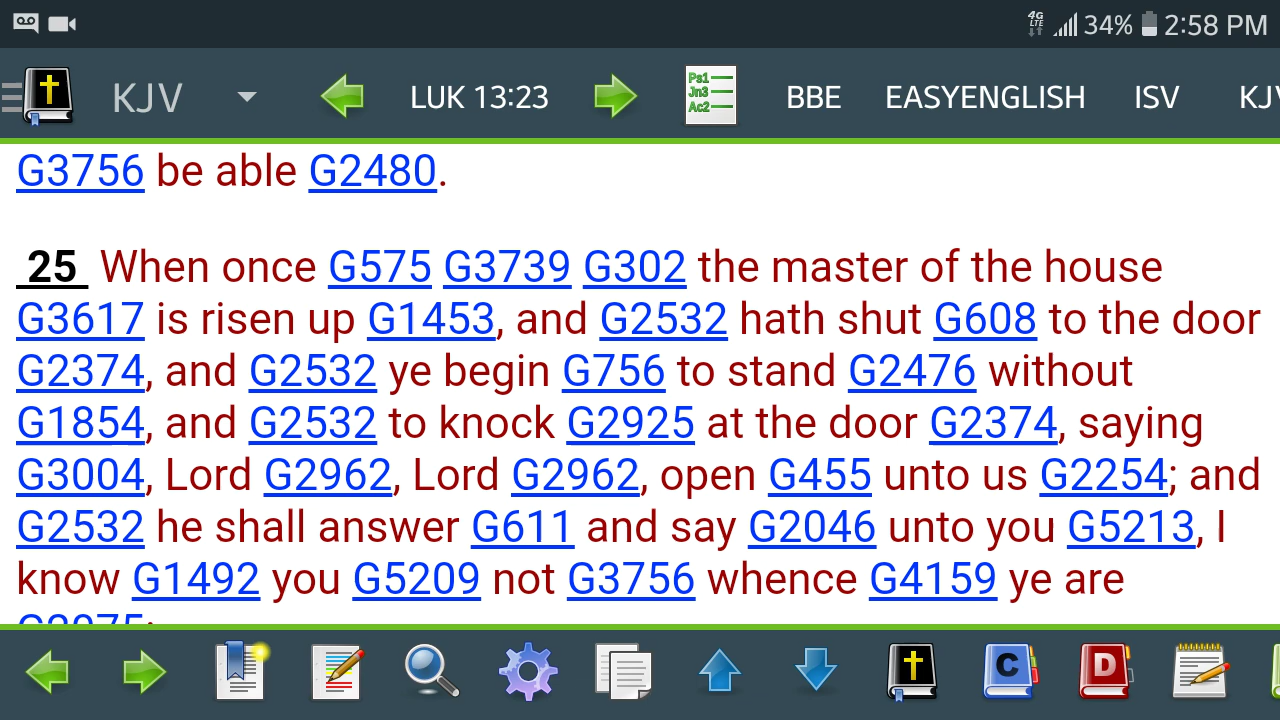 4G LTE 34% 2:58 PM
KJV LUK 13:23 Ps1 Jn3 Ac2 BBE EASYENGLISH ISV KJV
G3756 be able G2480.
25 When once G575 G3739 G302 the master of the house
G3617 is risen up G1453, and G2532 hath shut G608 to the door
G2374, and G2532 ye begin G756 to stand G2476 without
G1854, and G2532 to knock G2925 at the door G2374, saying
G3004, Lord G2962, Lord G2962, open G455 unto us G2254; and
G2532 he shall answer G611 and say G2046 unto you G5213, I
know G1492 you G5209 not G3756 whence G4159 ye are
C D